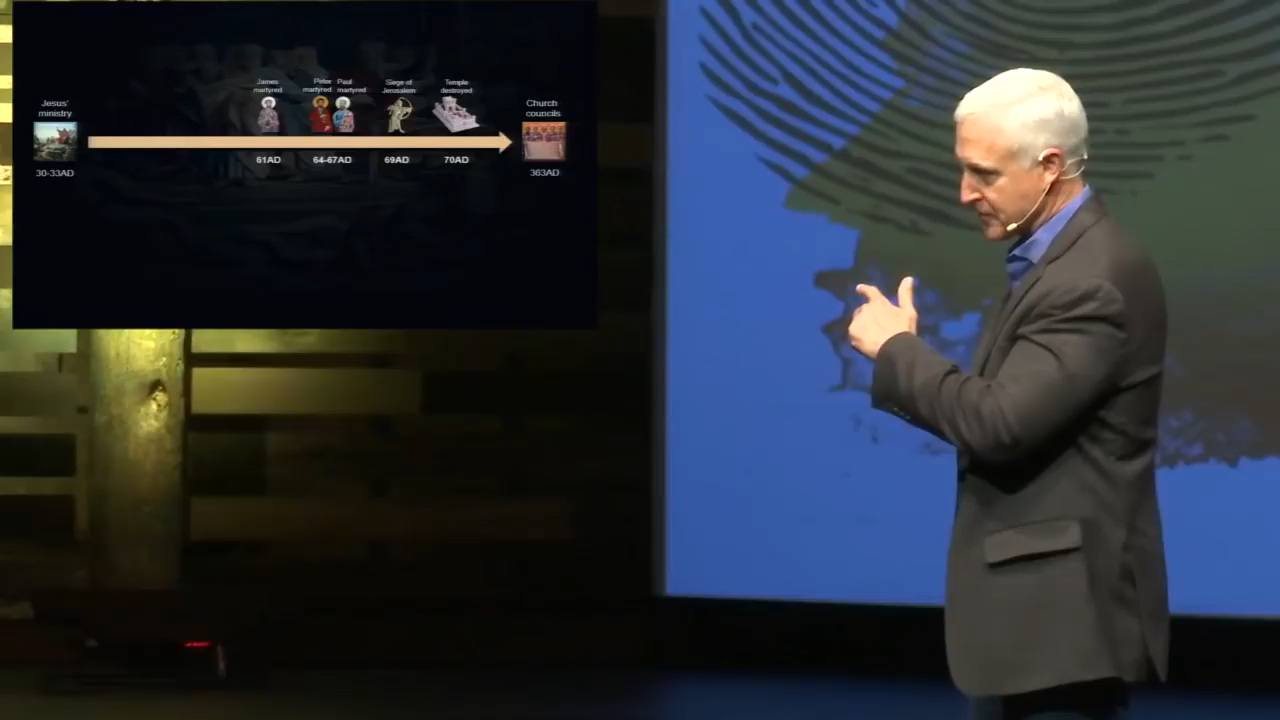 Jesus'
ministry
30-33AD
James
martyred
61AD
Peter
martyred
Paul
martyred
64-67AD
Siege of
Jerusalem
69AD
Temple
destroyed
70AD
Church
councils
363AD